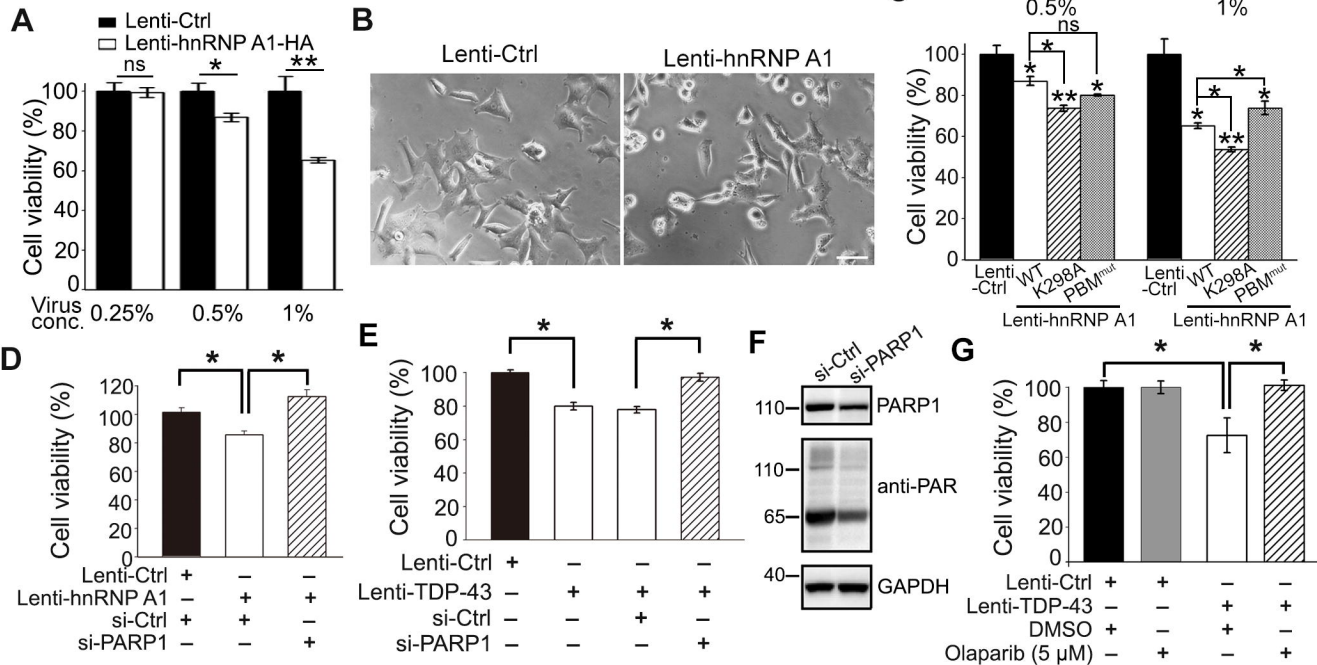 A
Lenti-Ctrl
Lenti-hnRNP A1-HA
ns * **
Cell viability (%)
100
80
60
40
20
0
Virus conc. 0.25% 0.5% 1%
B
Lenti-Ctrl Lenti-hnRNP A1
0.5% 1%
ns
*
* ** *
*
*
* ** *
Cell viability (%)
100
80
60
40
20
0
Lenti-Ctrl WT K298A PBMmut
Lenti-hnRNP A1
Lenti-Ctrl WT K298A PBMmut
Lenti-hnRNP A1
D
* *
Cell viability (%)
120
100
80
60
40
20
0
Lenti-Ctrl + – –
Lenti-hnRNP A1 – + +
si-Ctrl + + –
si-PARP1 – – +
E
* *
Cell viability (%)
100
80
60
40
20
0
Lenti-Ctrl + – – –
Lenti-TDP-43 – + + +
si-Ctrl – – + –
si-PARP1 – – – +
F
si-Ctrl si-PARP1
110 PARP1
110
anti-PAR
65
40
GAPDH
G
* *
Cell viability (%)
100
80
60
40
20
0
Lenti-Ctrl + + – –
Lenti-TDP-43 – – + +
DMSO + – + –
Olaparib (5 µM) – + – +